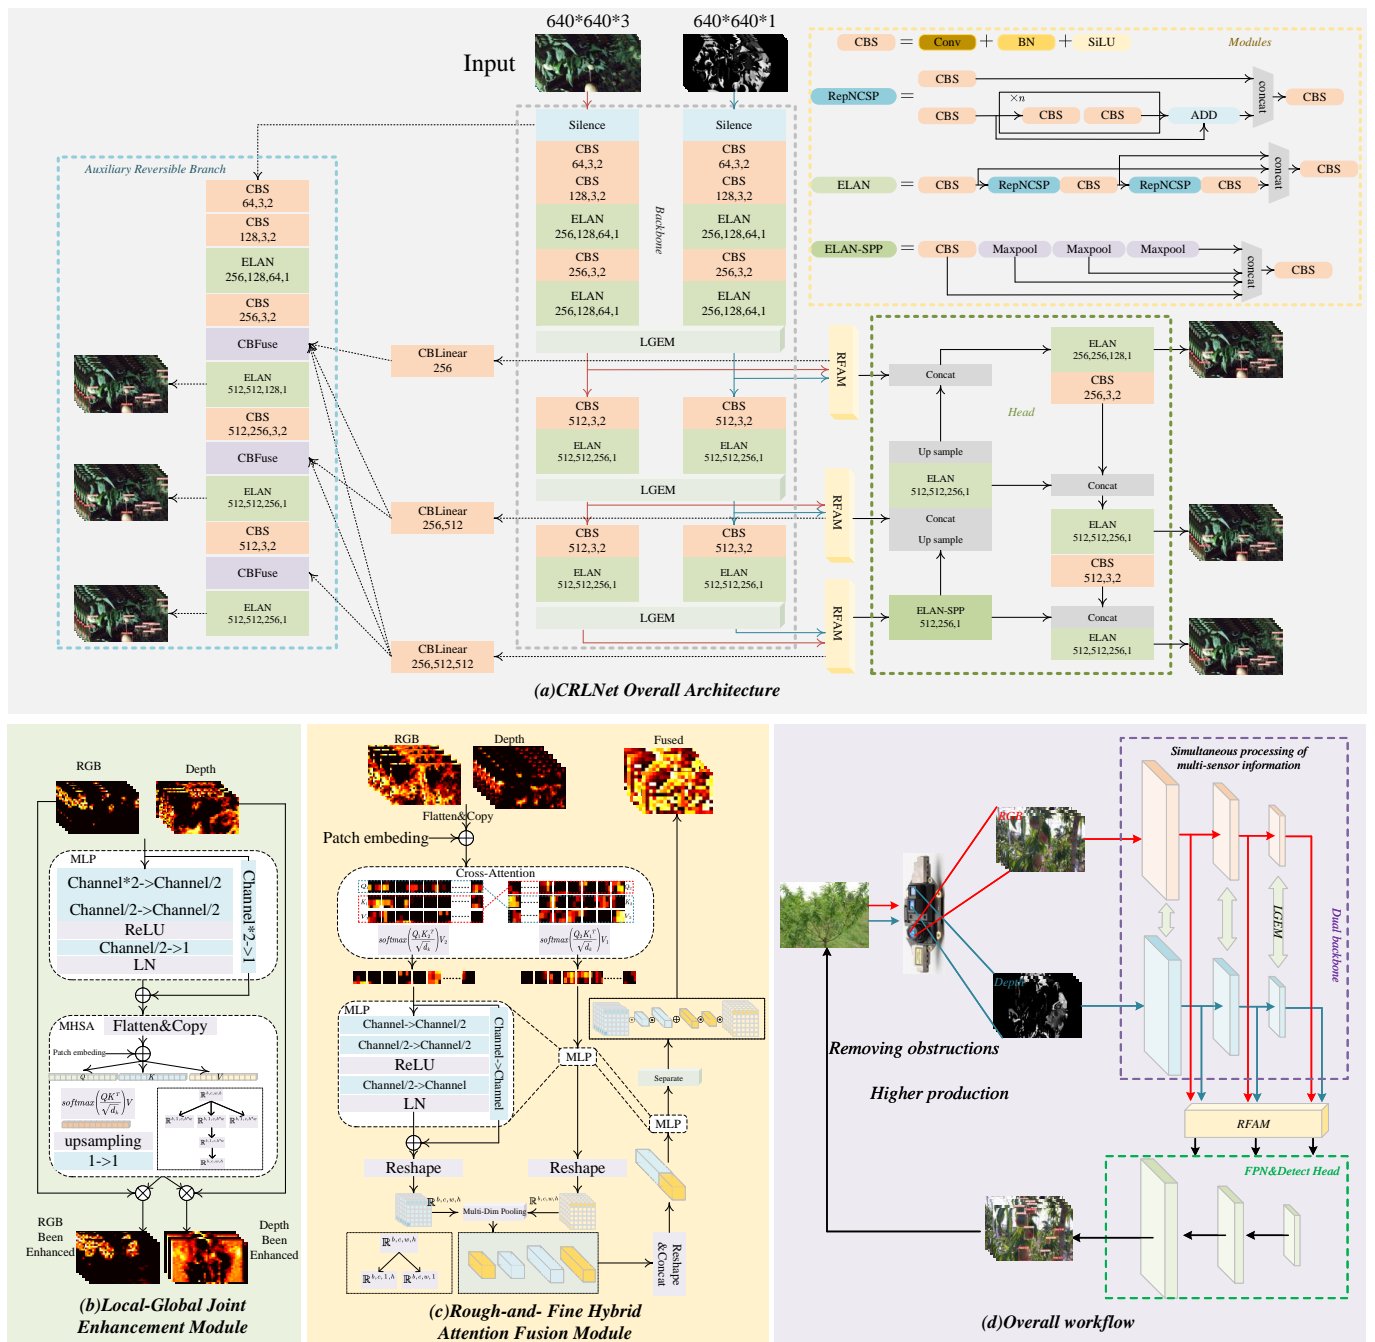 640*640*3
640*640*1
Input
CBS
=
Conv
+
BN
+
SiLU
Modules
RepNCSP
=
CBS
CBS
×n
CBS
CBS
ADD
concat
CBS
ELAN
=
CBS
RepNCSP
CBS
RepNCSP
CBS
concat
CBS
ELAN-SPP
=
CBS
Maxpool
Maxpool
Maxpool
concat
CBS
Auxiliary Reversible Branch
CBS
64,3,2
CBS
128,3,2
ELAN
256,128,64,1
CBS
256,3,2
CBFuse
ELAN
512,512,128,1
CBS
512,256,3,2
CBFuse
ELAN
512,512,256,1
CBS
512,3,2
CBFuse
ELAN
512,512,256,1
CBLinear
256
CBLinear
256,512
CBLinear
256,512,512
Backbone
Silence
CBS
64,3,2
CBS
128,3,2
ELAN
256,128,64,1
CBS
256,3,2
ELAN
256,128,64,1
Silence
CBS
64,3,2
CBS
128,3,2
ELAN
256,128,64,1
CBS
256,3,2
ELAN
256,128,64,1
LGEM
CBS
512,3,2
ELAN
512,512,256,1
CBS
512,3,2
ELAN
512,512,256,1
LGEM
CBS
512,3,2
ELAN
512,512,256,1
CBS
512,3,2
ELAN
512,512,256,1
LGEM
RFAM
RFAM
RFAM
Head
Concat
Up sample
ELAN
512,512,256,1
Concat
Up sample
ELAN-SPP
512,256,1
ELAN
256,256,128,1
CBS
256,3,2
Concat
ELAN
512,512,256,1
CBS
512,3,2
Concat
ELAN
512,512,256,1
(a)CRLNet Overall Architecture
RGB
Depth
MLP
Channel*2->Channel/2
Channel/2->Channel/2
ReLU
Channel/2->1
LN
Channel*2->1
MHSA
Flatten&Copy
Patch embeding
Q
K
V
softmax(QK^T/√d_k)V
upsampling
1->1
RGB
Been
Enhanced
Depth
Been
Enhanced
(b)Local-Global Joint
Enhancement Module
RGB
Depth
Fused
Flatten&Copy
Patch embeding
Cross-Attention
softmax(Q₁K₂^T/√d_k)V₂
softmax(Q₂K₁^T/√d_k)V₁
MLP
Channel->Channel/2
Channel/2->Channel/2
ReLU
Channel/2->Channel
LN
Channel->Channel
MLP
MLP
Separate
Reshape
Reshape
ℝ^b,c,w,h
ℝ^b,c,w,h
Multi-Dim Pooling
ℝ^b,c,w,h
ℝ^b,c,1,h
ℝ^b,c,w,1
Reshape
&Concat
(c)Rough-and- Fine Hybrid
Attention Fusion Module
Simultaneous processing of
multi-sensor information
RGB
Depth
LGEM
Dual backbone
Removing obstructions
Higher production
RFAM
FPN&Detect Head
(d)Overall workflow